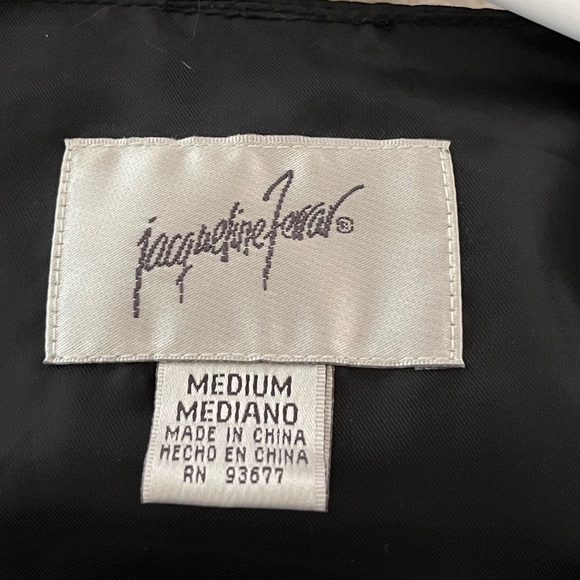 jacqueline Ferrar®
MEDIUM
MEDIANO
MADE IN CHINA
HECHO EN CHINA
RN 93677